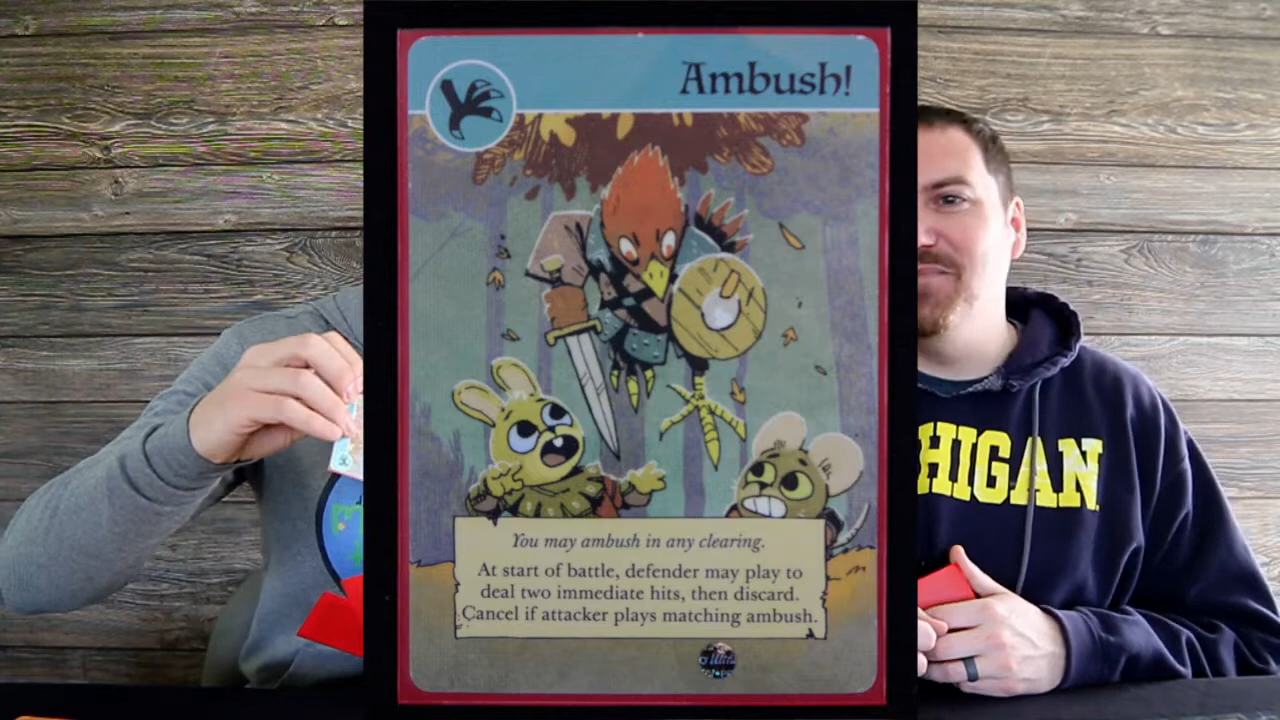 Ambush!
You may ambush in any clearing.
At start of battle, defender may play to
deal two immediate hits, then discard.
Cancel if attacker plays matching ambush.
HIGAN